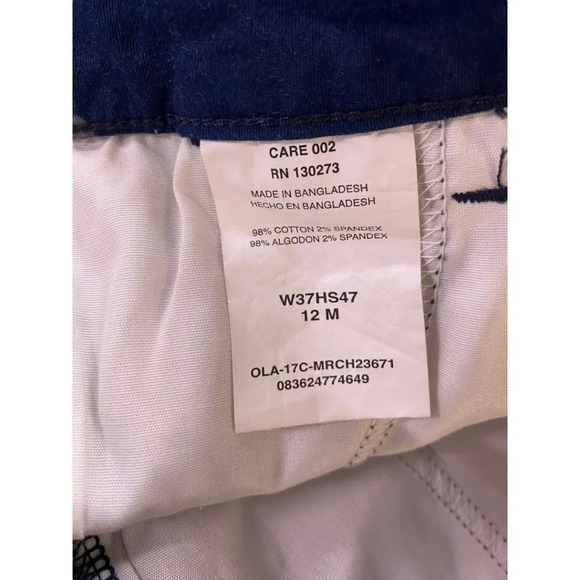 CARE 002
RN 130273
MADE IN BANGLADESH
HECHO EN BANGLADESH
98% COTTON 2% SPANDEX
98% ALGODON 2% SPANDEX
W37HS47
12 M
OLA-17C-MRCH23671
083624774649